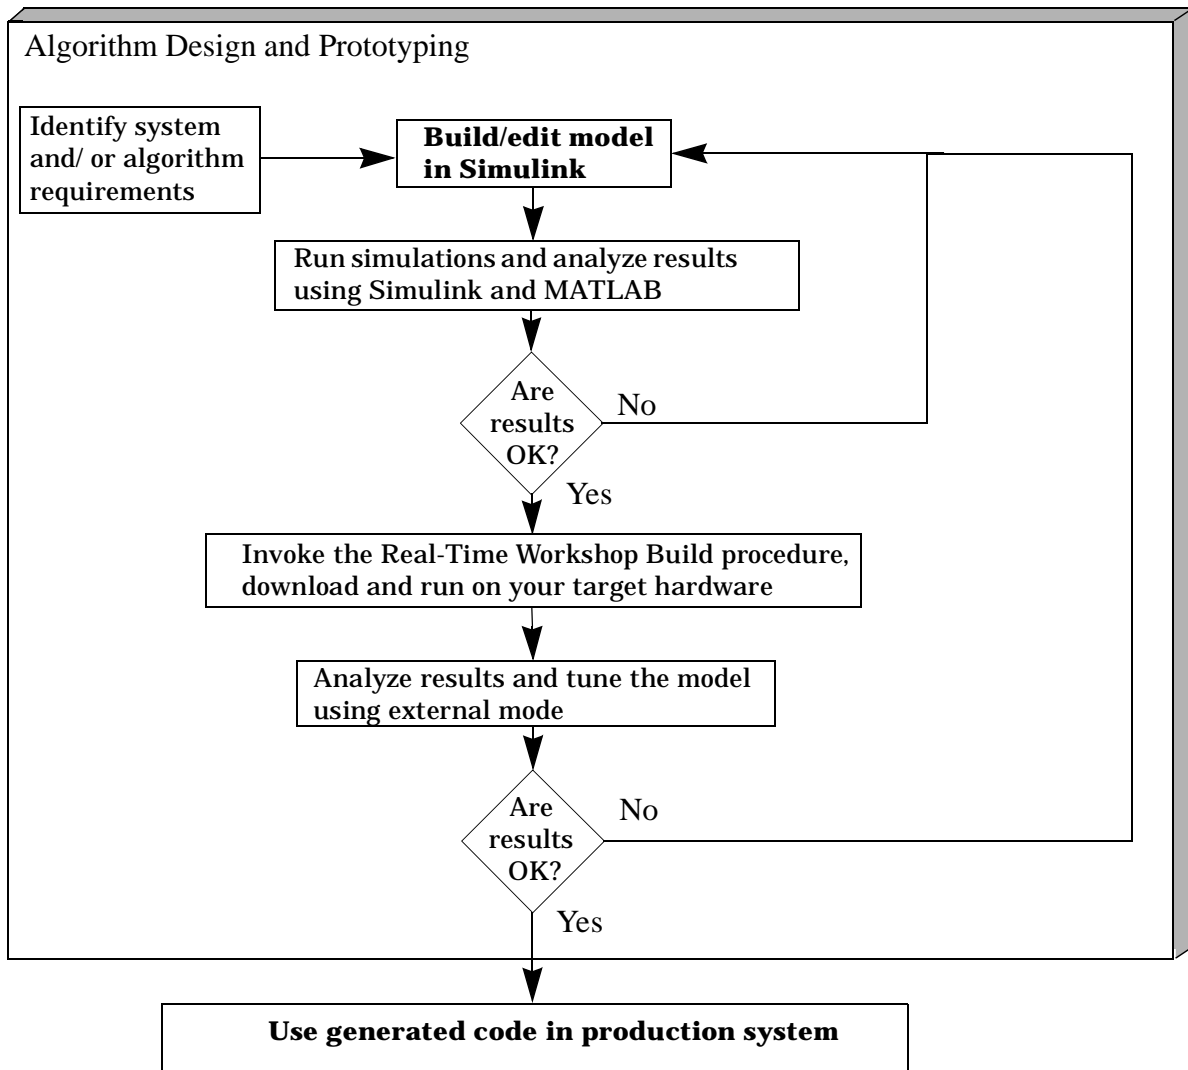 Algorithm Design and Prototyping
Identify system
and/ or algorithm
requirements
Build/edit model
in Simulink
Run simulations and analyze results
using Simulink and MATLAB
Are
results
OK?
No
Yes
Invoke the Real-Time Workshop Build procedure,
download and run on your target hardware
Analyze results and tune the model
using external mode
Are
results
OK?
No
Yes
Use generated code in production system